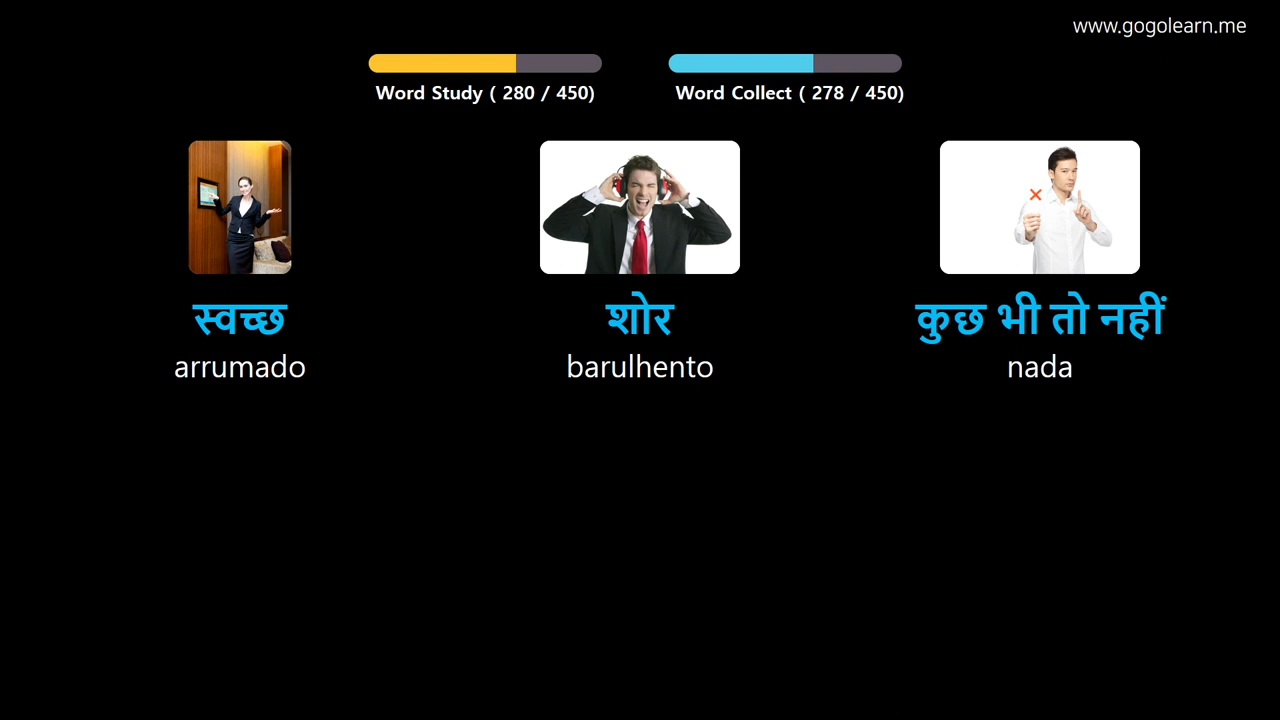 www.gogolearn.me
Word Study ( 280 / 450)
Word Collect ( 278 / 450)
स्वच्छ
शोर
कुछ भी तो नहीं
arrumado
barulhento
nada